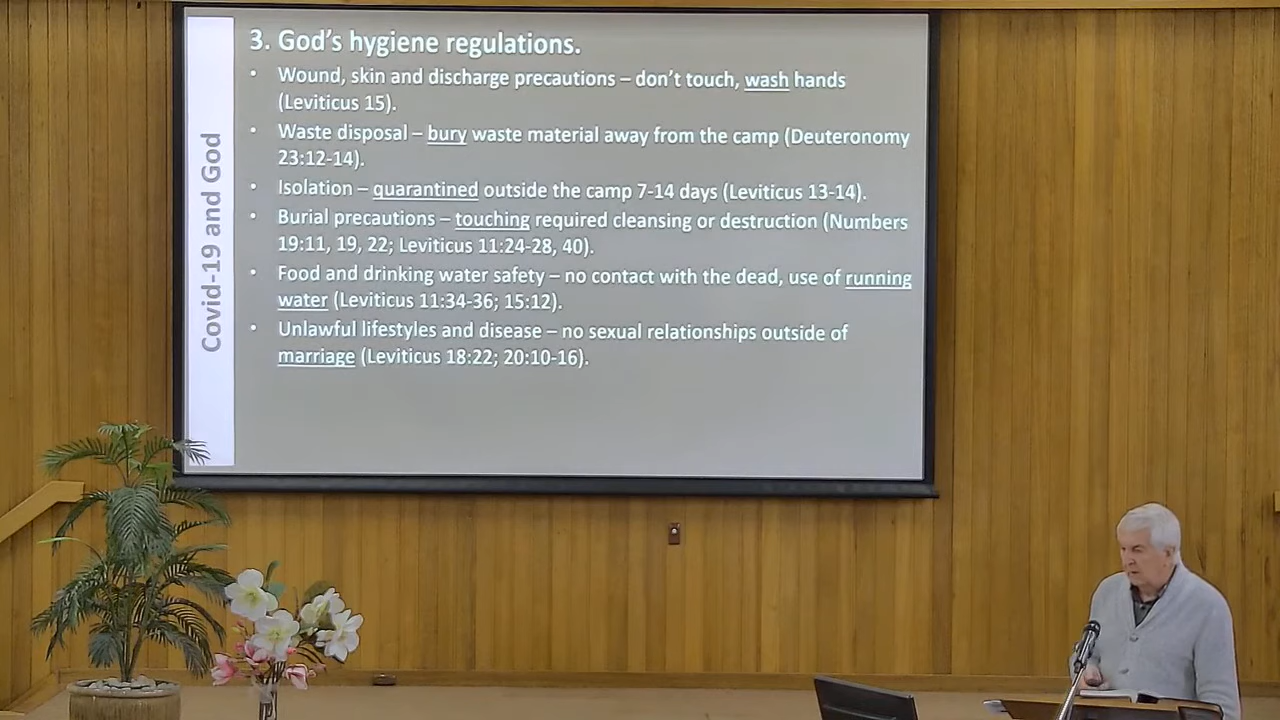 Covid-19 and God
3. God's hygiene regulations.
• Wound, skin and discharge precautions – don't touch, wash hands
(Leviticus 15).
• Waste disposal – bury waste material away from the camp (Deuteronomy
23:12-14).
• Isolation – quarantined outside the camp 7-14 days (Leviticus 13-14).
• Burial precautions – touching required cleansing or destruction (Numbers
19:11, 19, 22; Leviticus 11:24-28, 40).
• Food and drinking water safety – no contact with the dead, use of running
water (Leviticus 11:34-36; 15:12).
• Unlawful lifestyles and disease – no sexual relationships outside of
marriage (Leviticus 18:22; 20:10-16).